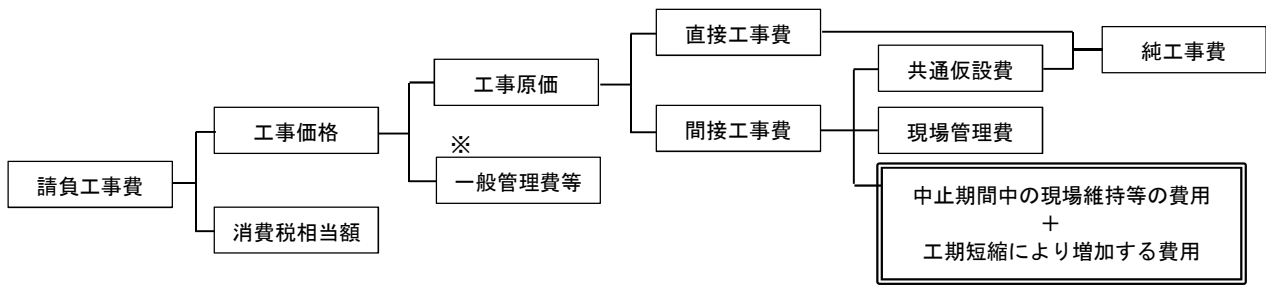 請負工事費
工事価格
消費税相当額
工事原価
※
一般管理費等
直接工事費
間接工事費
共通仮設費
現場管理費
中止期間中の現場維持等の費用
＋
工期短縮により増加する費用
純工事費